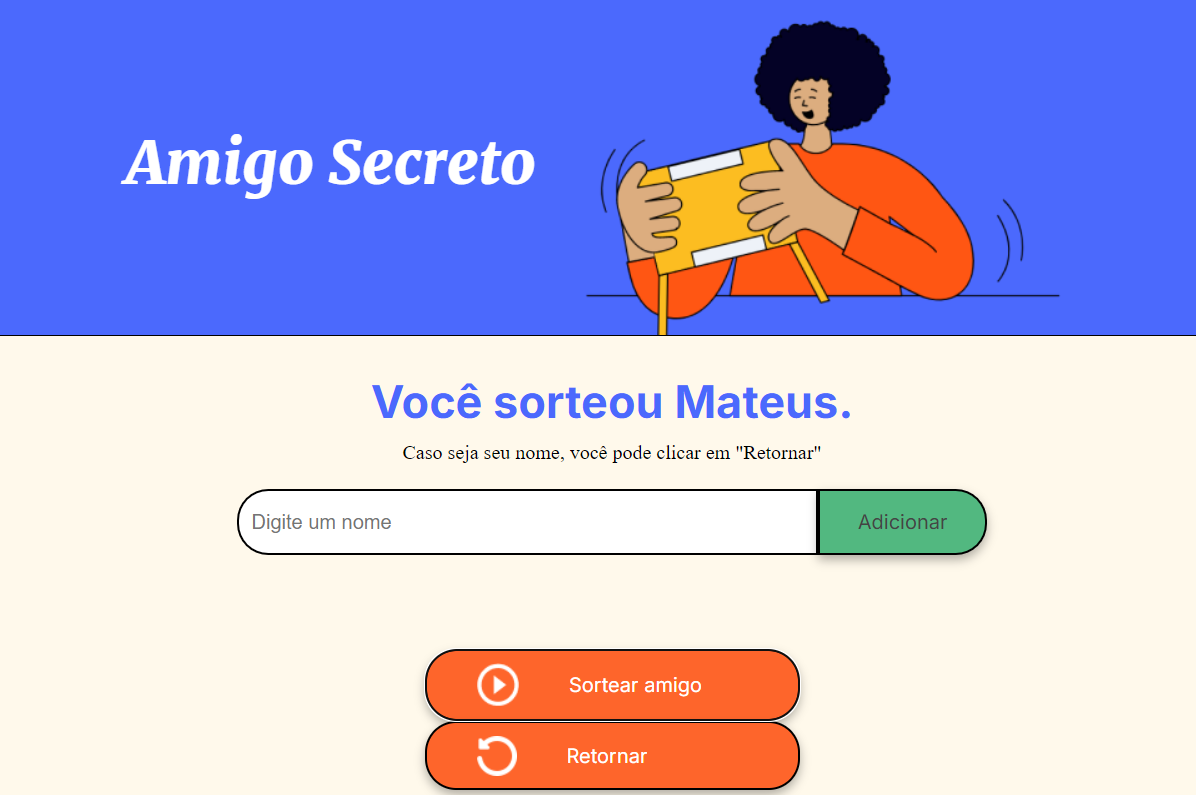 Amigo Secreto
Você sorteou Mateus.
Caso seja seu nome, você pode clicar em "Retornar"
Digite um nome
Adicionar
Sortear amigo
Retornar